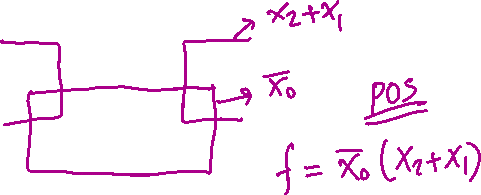 x₂+x₁
x̅₀
POS
f = x̅₀ (x₂+x₁)